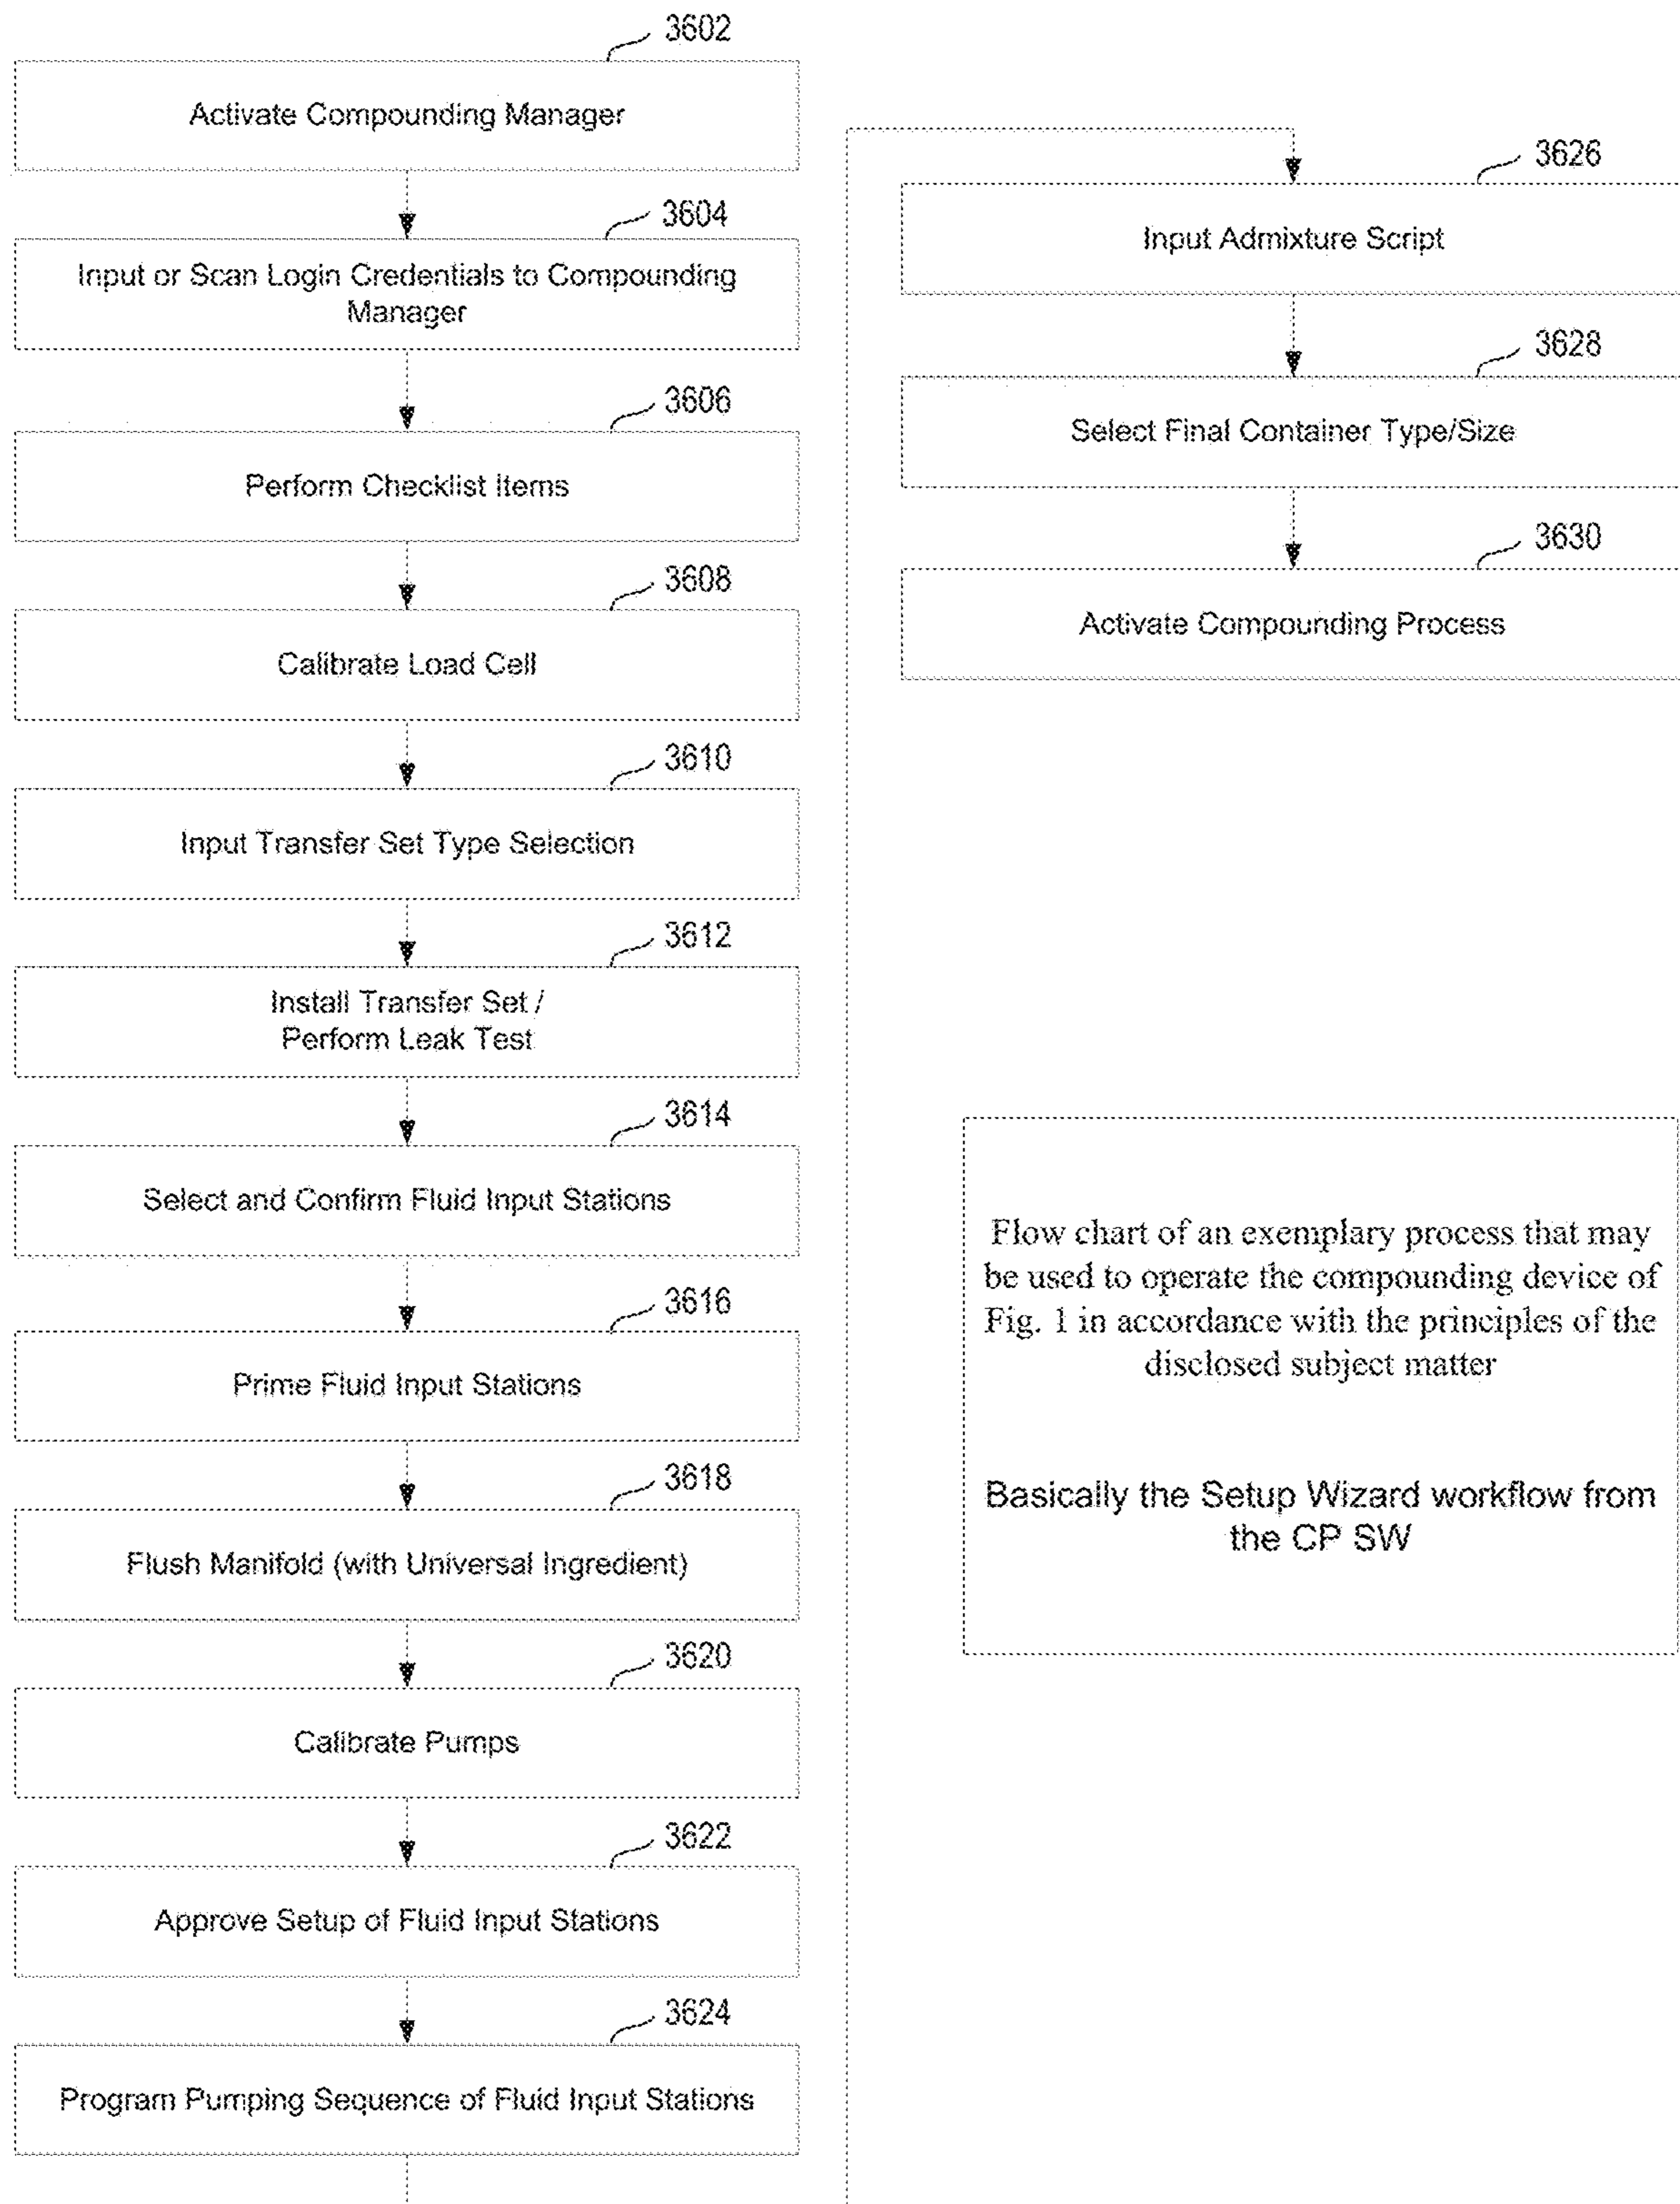 3602
Activate Compounding Manager
3604
Input or Scan Login Credentials to Compounding
Manager
3606
Perform Checklist Items
3608
Calibrate Load Cell
3610
Input Transfer Set Type Selection
3612
Install Transfer Set /
Perform Leak Test
3614
Select and Confirm Fluid Input Stations
3616
Prime Fluid Input Stations
3618
Flush Manifold (with Universal Ingredient)
3620
Calibrate Pumps
3622
Approve Setup of Fluid Input Stations
3624
Program Pumping Sequence of Fluid Input Stations
3626
Input Admixture Script
3628
Select Final Container Type/Size
3630
Activate Compounding Process
Flow chart of an exemplary process that may
be used to operate the compounding device of
Fig. 1 in accordance with the principles of the
disclosed subject matter
Basically the Setup Wizard workflow from
the CP SW